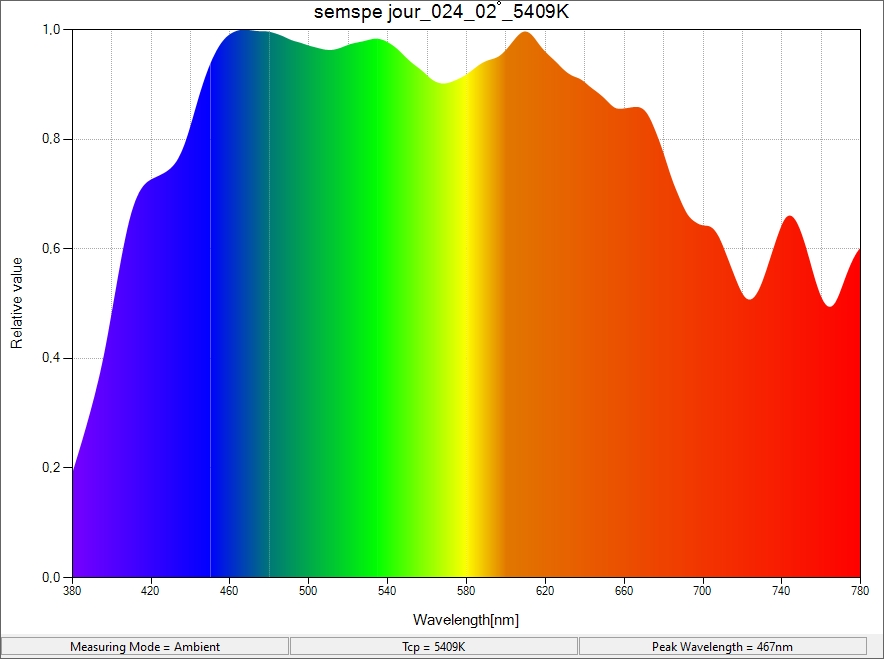 semspe jour_024_02°_5409K
1.0
0.8
0.6
0.4
0.2
0.0
Relative value
380 420 460 500 540 580 620 660 700 740 780
Wavelength[nm]
Measuring Mode = Ambient Tcp = 5409K Peak Wavelength = 467nm